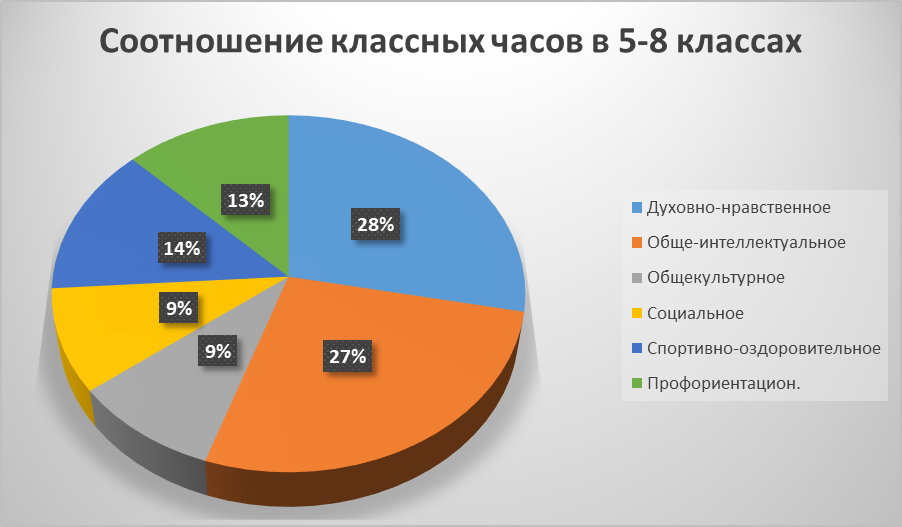 Соотношение классных часов в 5-8 классах
13%
28%
14%
9%
9%
27%
Духовно-нравственное
Обще-интеллектуальное
Общекультурное
Социальное
Спортивно-оздоровительное
Профориентацион.